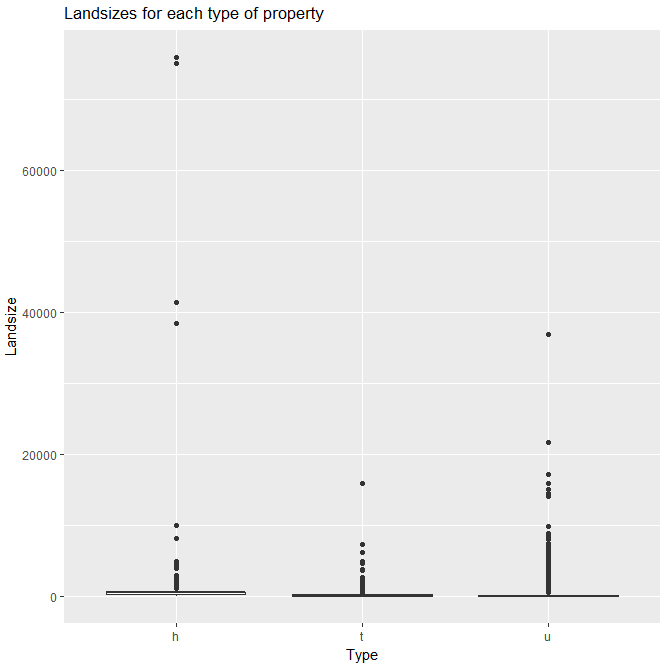 Landsizes for each type of property
Landsize
60000
40000
20000
0
h t u
Type